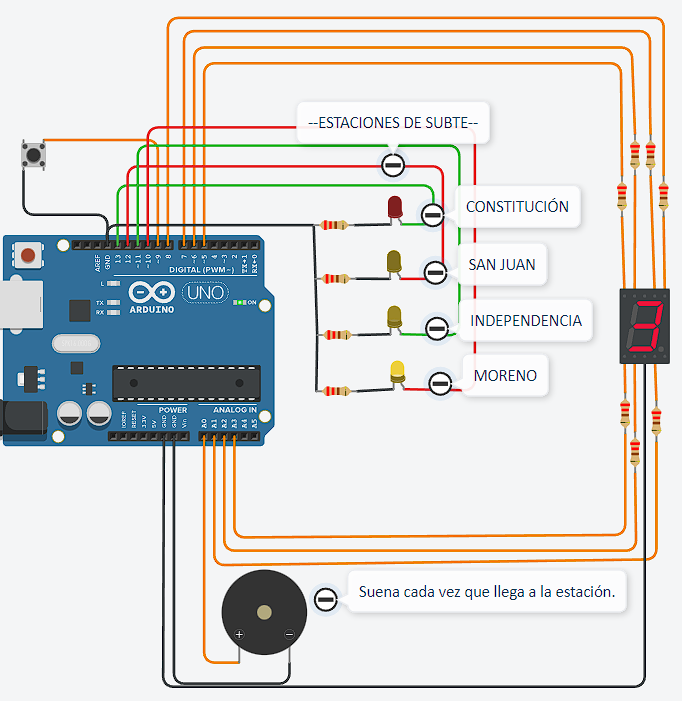 --ESTACIONES DE SUBTE--
CONSTITUCIÓN
SAN JUAN
INDEPENDENCIA
MORENO
AREF
GND
13
12
~11
~10
~9
8
7
~6
~5
4
~3
2
TX→1
RX←0
DIGITAL (PWM~)
L
TX
RX
UNO
ARDUINO
ON
3
POWER
ANALOG IN
IOREF
RESET
3.3V
5V
GND
GND
Vin
A0
A1
A2
A3
A4
A5
Suena cada vez que llega a la estación.
+
-